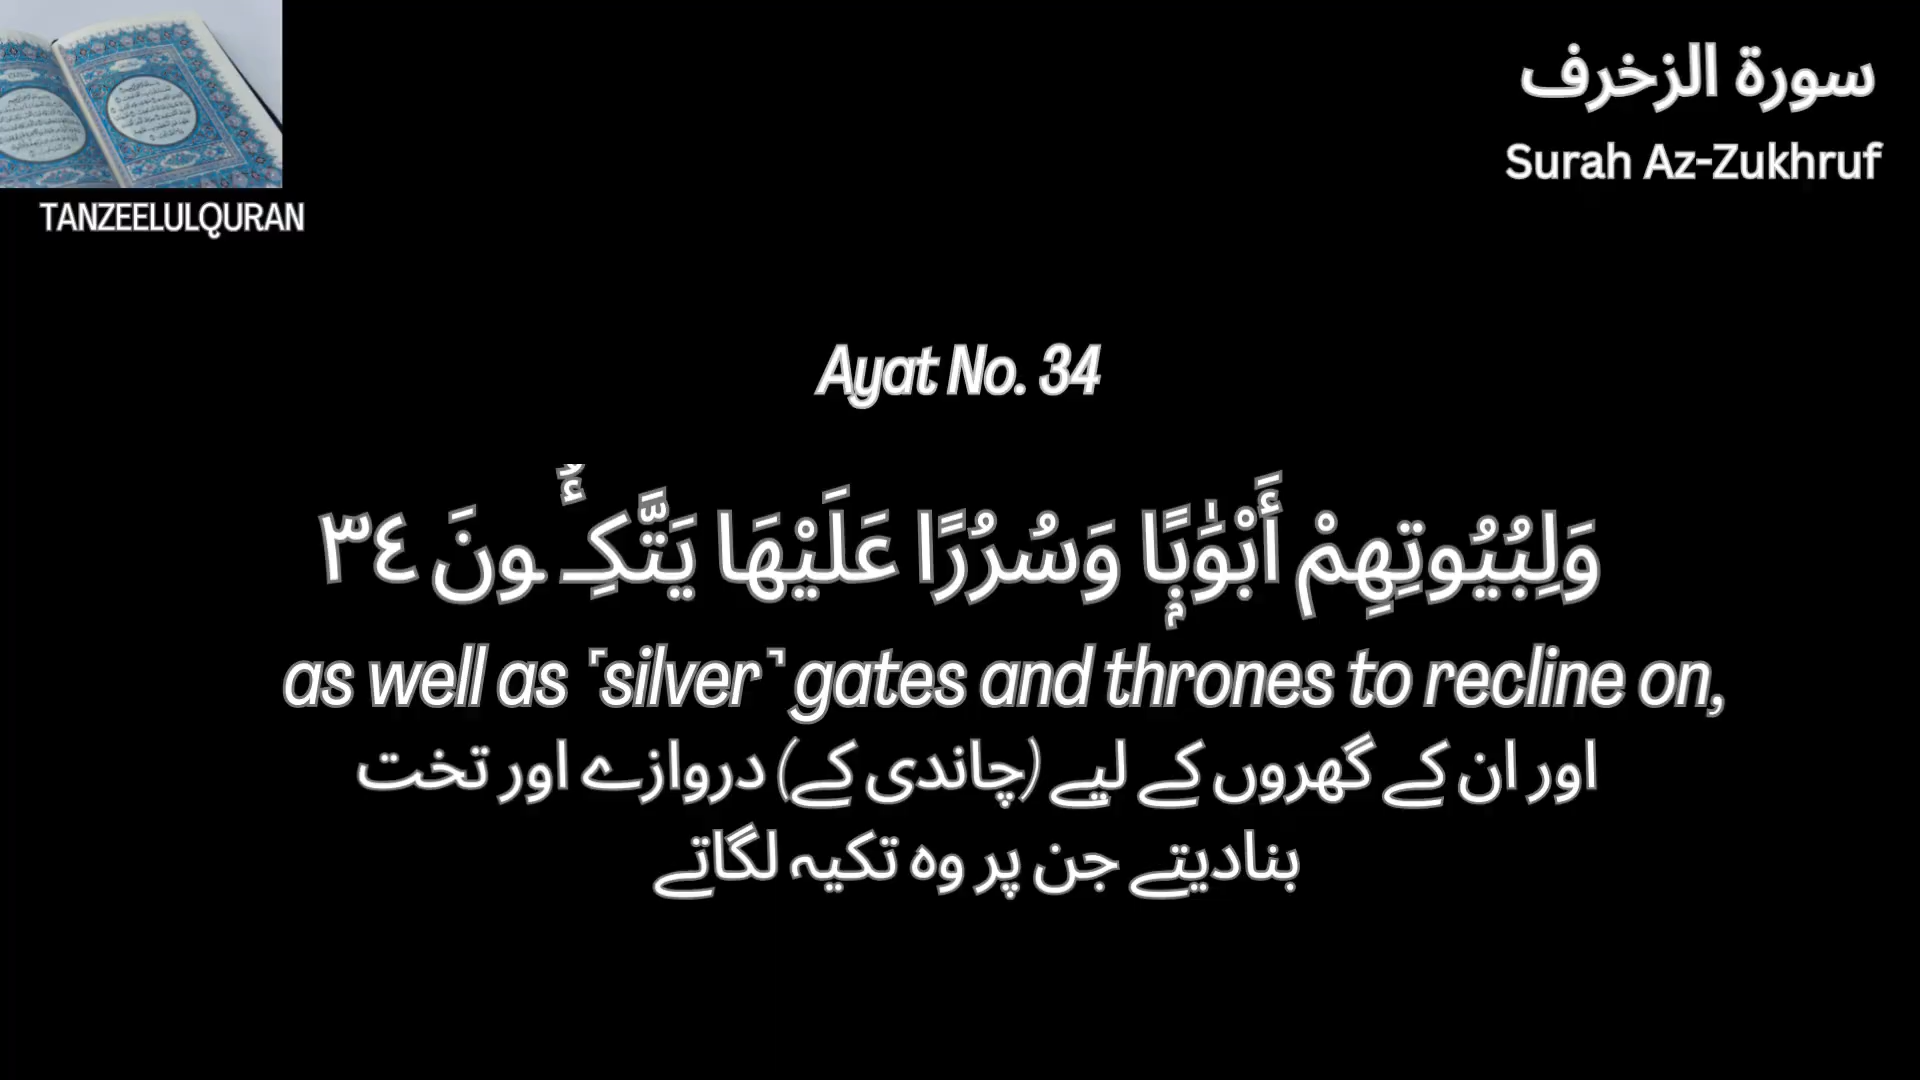 سورة الزخرف
Surah Az-Zukhruf
TANZEELULQURAN
Ayat No. 34
وَلِبُيُوتِهِمْ أَبْوَٰبًۭا وَسُرُرًا عَلَيْهَا يَتَّكِـُٔونَ ٣٤
as well as ˹silver˺ gates and thrones to recline on,
اور ان کے گھروں کے لیے (چاندی کے) دروازے اور تخت
بنادیتے جن پر وہ تکیہ لگاتے